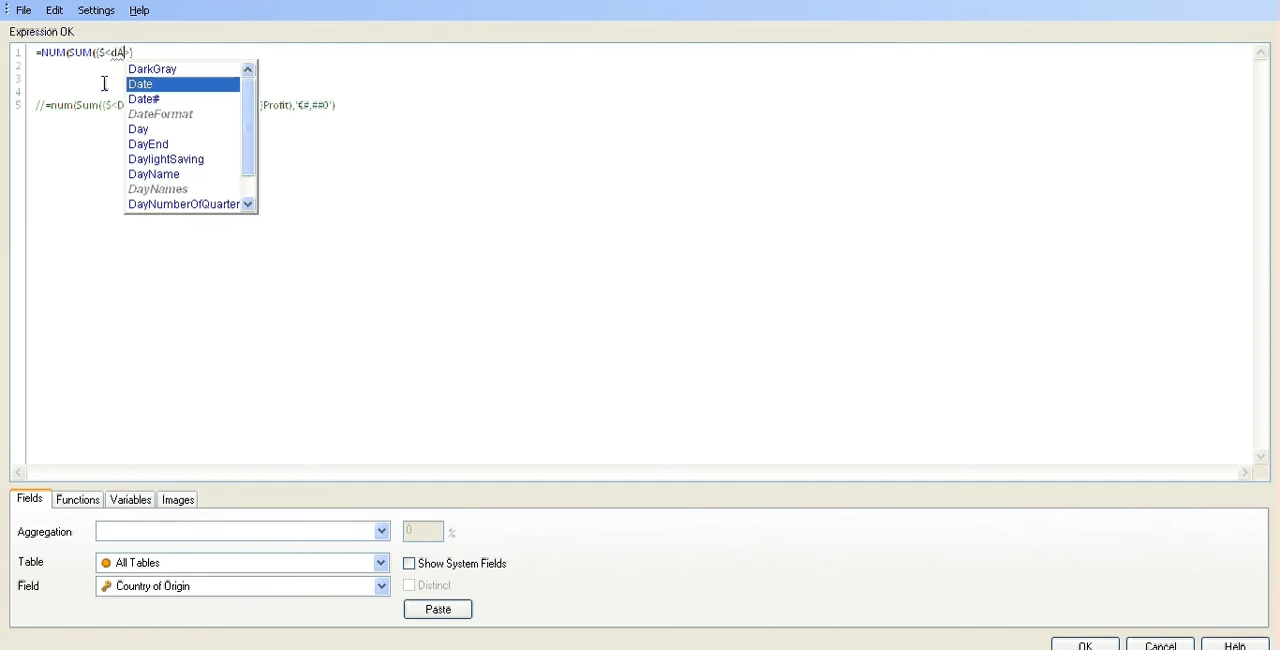 File Edit Settings Help
Expression OK
1 =NUM(SUM({$<dA>}
2
3
4
5 //=num(Sum({$<D ]Profit),'€#,##0')
DarkGray
Date
Date#
DateFormat
Day
DayEnd
DaylightSaving
DayName
DayNames
DayNumberOfQuarter
Fields Functions Variables Images
Aggregation 0 %
Table All Tables Show System Fields
Field Country of Origin Distinct
Paste
OK Cancel Help